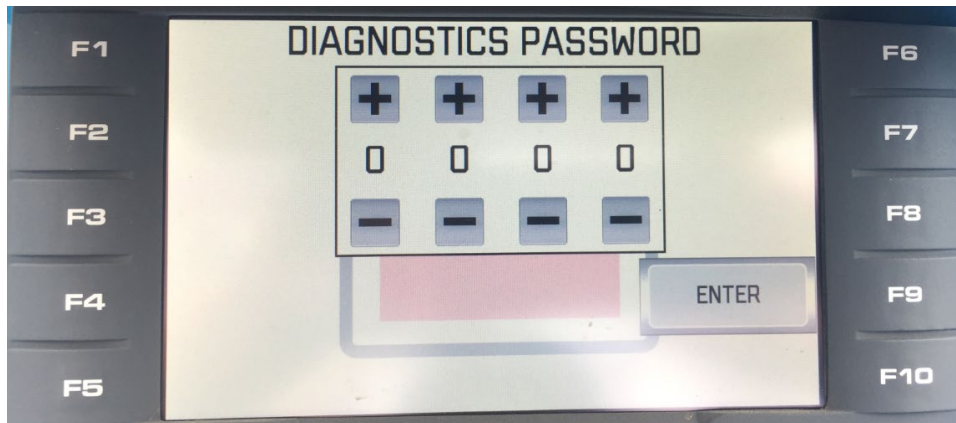 DIAGNOSTICS PASSWORD
F1
F6
+ + + +
F2
F7
0 0 0 0
F3
F8
- - - -
F4
ENTER
F9
F5
F10